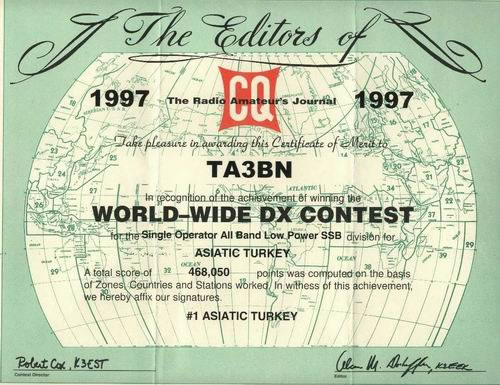 The Editors of
1997 CQ 1997
The Radio Amateur's Journal
Take pleasure in awarding this Certificate of Merit to
TA3BN
In recognition of the achievement of winning the
WORLD-WIDE DX CONTEST
for the Single Operator All Band Low Power SSB division for
ASIATIC TURKEY
A total score of 468,050 points was computed on the basis
of Zones, Countries and Stations worked. In witness of this achievement,
we hereby affix our signatures.
#1 ASIATIC TURKEY
Robert Cox, K3EST
Contest Director
Editor